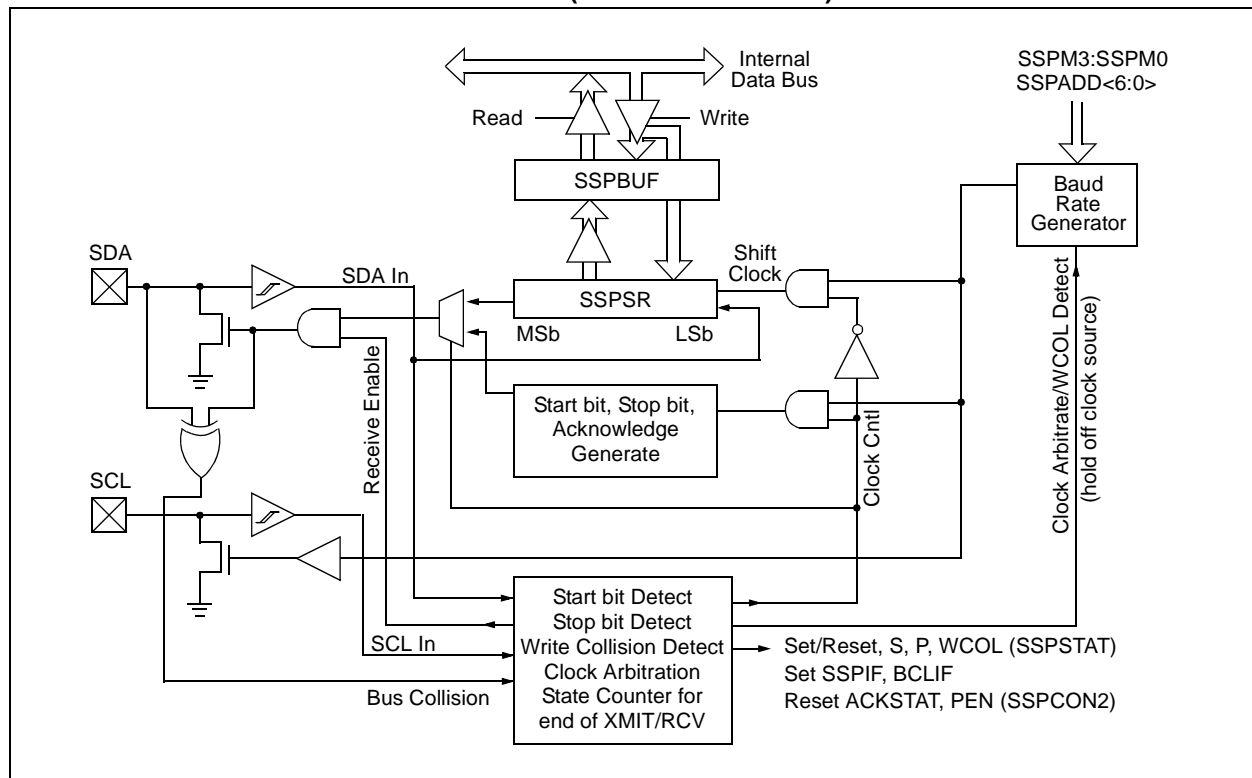 Internal
Data Bus
SSPM3:SSPM0
SSPADD<6:0>
Read
Write
SSPBUF
Baud
Rate
Generator
SDA
SDA In
Shift
Clock
SSPSR
MSb
LSb
Receive Enable
Start bit, Stop bit,
Acknowledge
Generate
Clock Cntl
Clock Arbitrate/WCOL Detect
(hold off clock source)
SCL
SCL In
Bus Collision
Start bit Detect
Stop bit Detect
Write Collision Detect
Clock Arbitration
State Counter for
end of XMIT/RCV
Set/Reset, S, P, WCOL (SSPSTAT)
Set SSPIF, BCLIF
Reset ACKSTAT, PEN (SSPCON2)